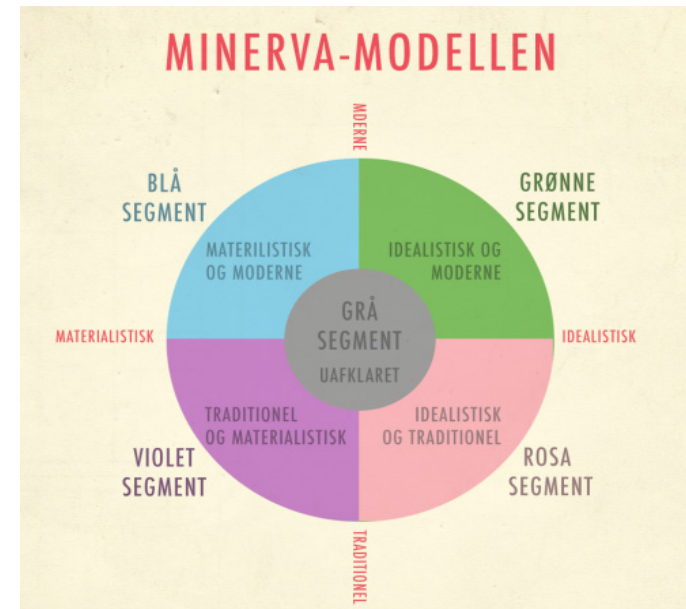 MINERVA-MODELLEN
MDERNE
BLÅ
SEGMENT
GRØNNE
SEGMENT
MATERILISTISK
OG MODERNE
IDEALISTISK OG
MODERNE
GRÅ
SEGMENT
UAFKLARET
MATERIALISTISK
IDEALISTISK
TRADITIONEL
OG MATERIALISTISK
IDEALISTISK
OG TRADITIONEL
VIOLET
SEGMENT
ROSA
SEGMENT
TRADITIONEL